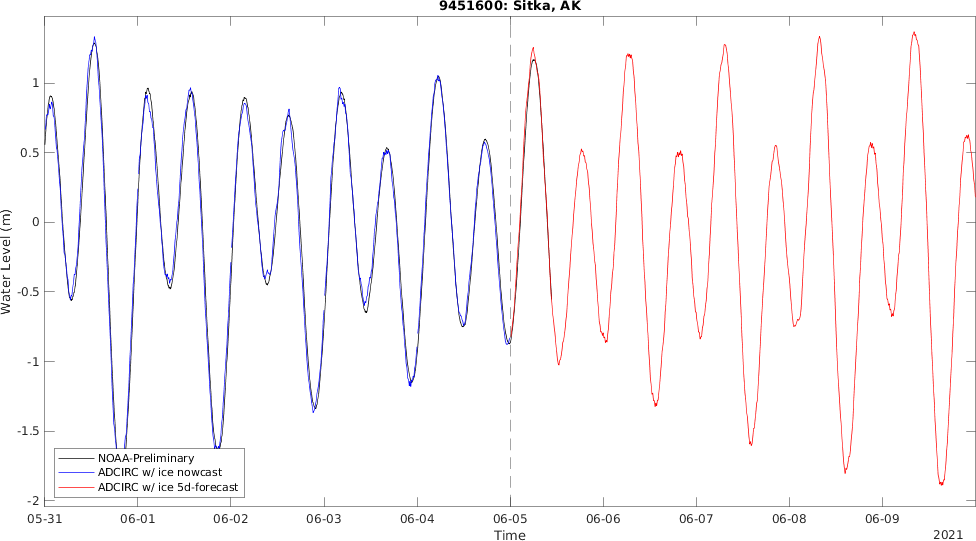 9451600: Sitka, AK
1
0.5
0
-0.5
-1
-1.5
-2
Water Level (m)
NOAA-Preliminary
ADCIRC w/ ice nowcast
ADCIRC w/ ice 5d-forecast
05-31 06-01 06-02 06-03 06-04 06-05 06-06 06-07 06-08 06-09
Time
2021